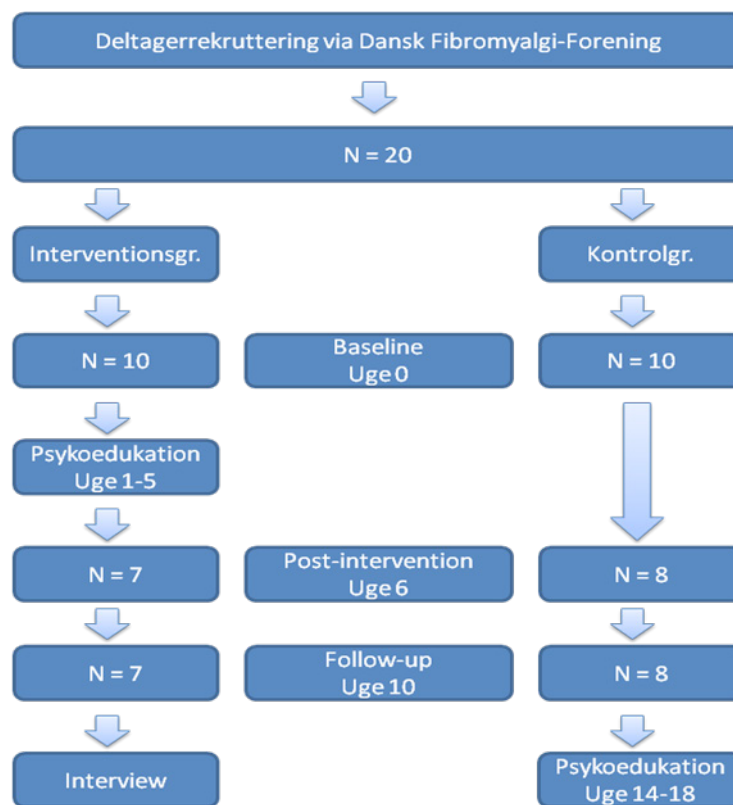 Deltagerrekruttering via Dansk Fibromyalgi-Forening
N = 20
Interventionsgr.
Kontrolgr.
N = 10
Baseline
Uge 0
N = 10
Psykoedukation
Uge 1-5
N = 7
Post-intervention
Uge 6
N = 8
N = 7
Follow-up
Uge 10
N = 8
Interview
Psykoedukation
Uge 14-18